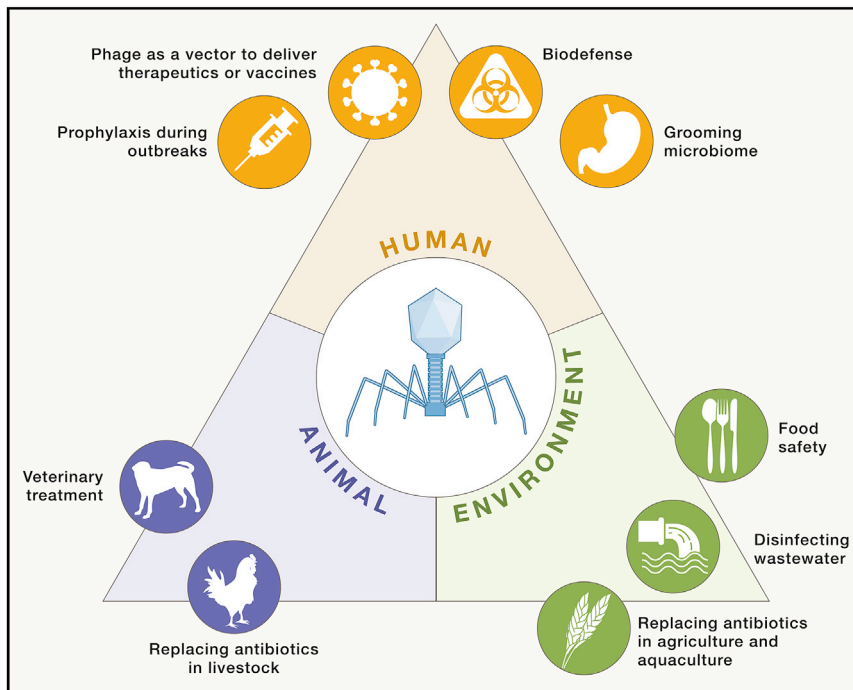 Phage as a vector to deliver
therapeutics or vaccines
Biodefense
Prophylaxis during
outbreaks
Grooming
microbiome
HUMAN
ANIMAL
ENVIRONMENT
Food
safety
Veterinary
treatment
Disinfecting
wastewater
Replacing antibiotics
in livestock
Replacing antibiotics
in agriculture and
aquaculture